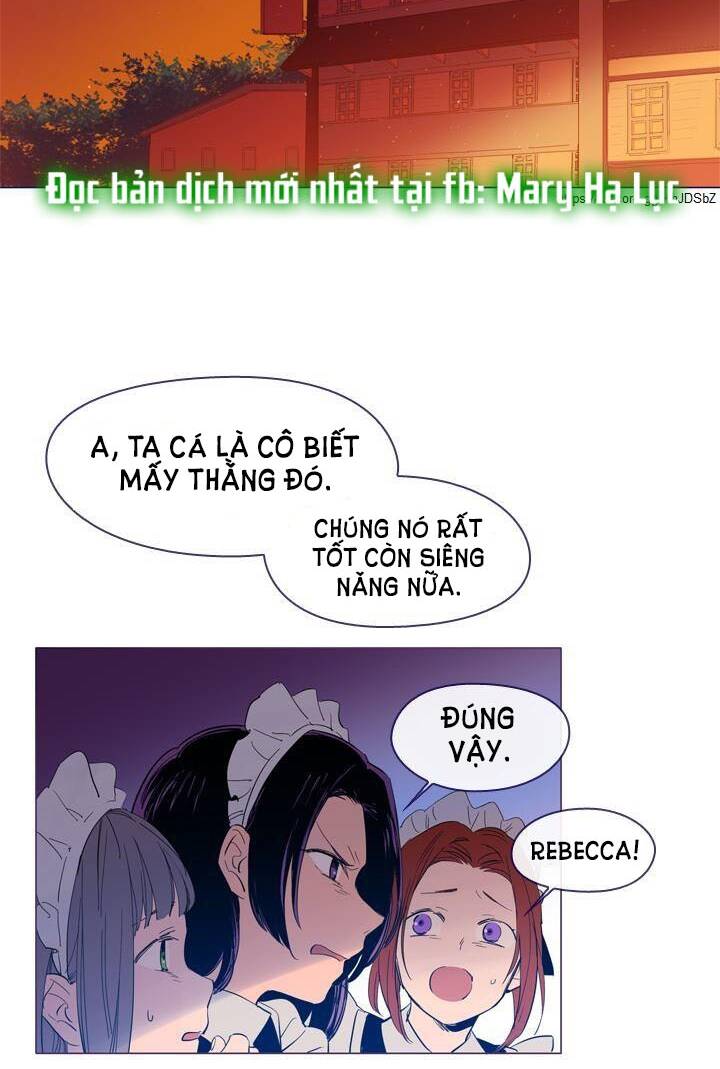 Đọc bản dịch mới nhất tại fb: Mary Hạ Lục
JDSbZ
A, TA CÁ LÀ CÔ BIẾT
MẤY THẰNG ĐÓ.
CHÚNG NÓ RẤT
TỐT CÒN SIÊNG
NĂNG NỮA.
ĐÚNG
VẬY.
REBECCA!